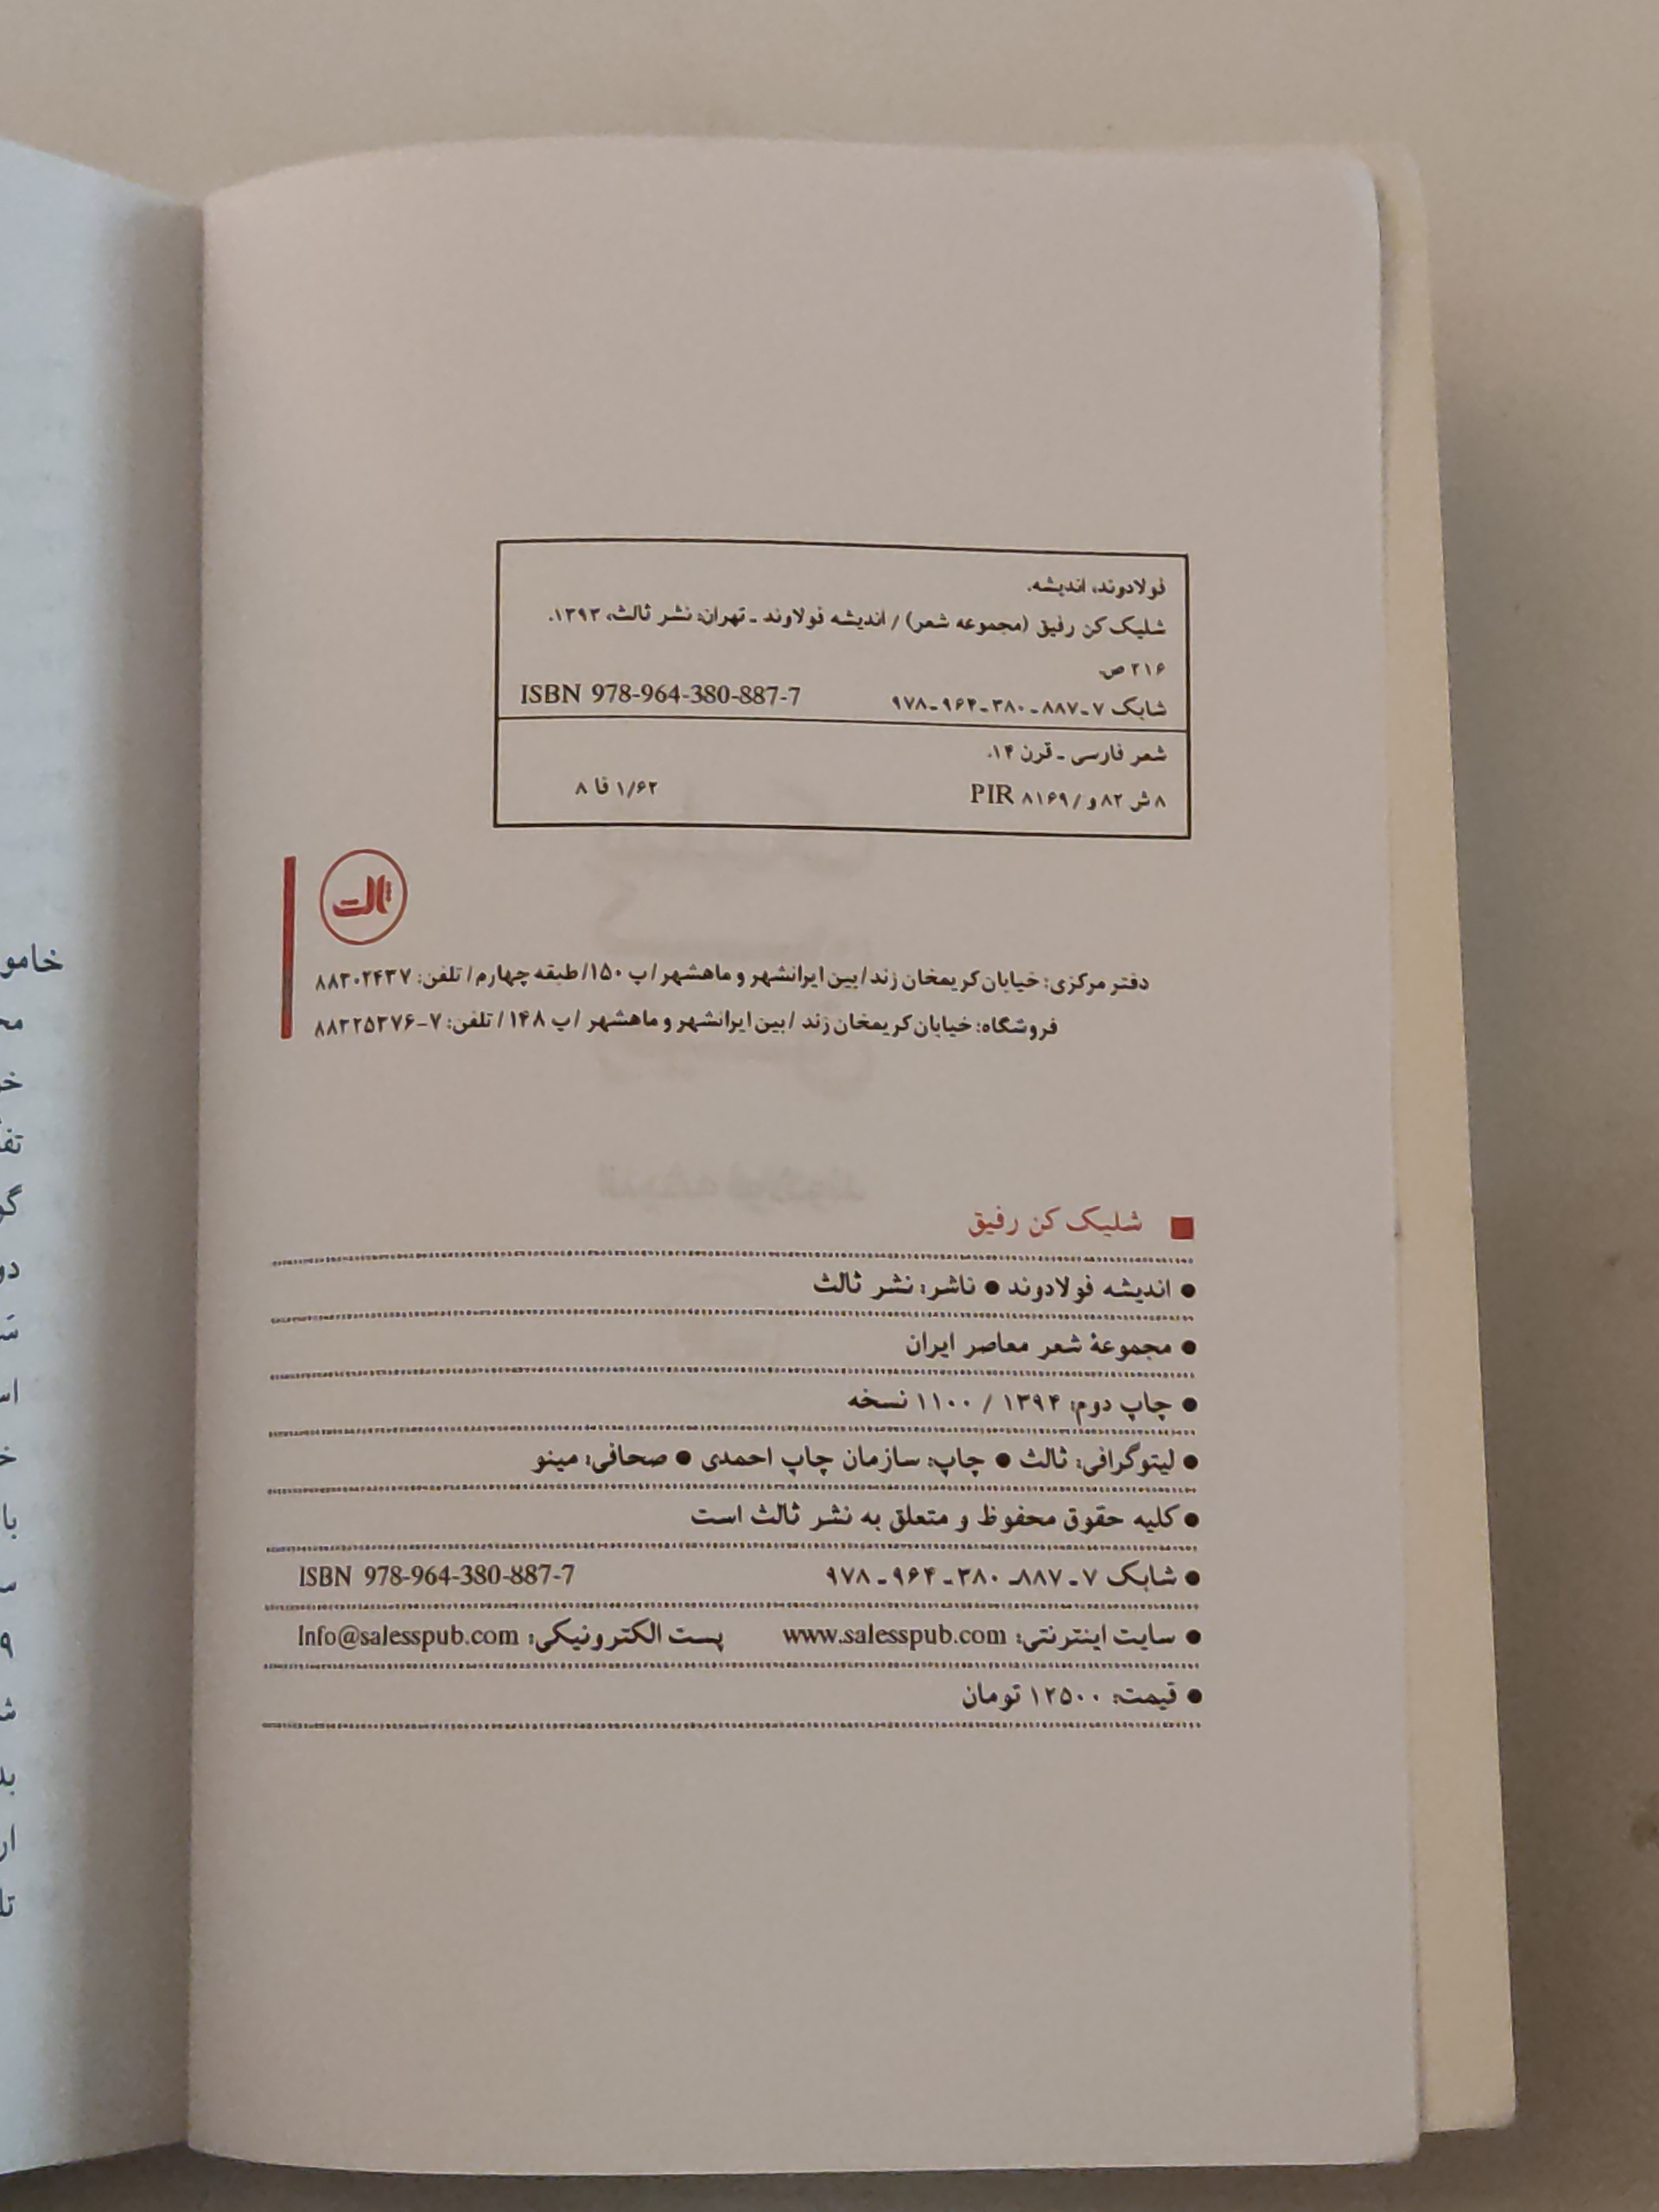 فولادوند، اندیشه.
شلیک کن رفیق (مجموعه شعر) / اندیشه فولاوند ـ تهران: نشر ثالث، ۱۳۹۳.
۲۱۶ ص
شابک ۷ـ۸۸۷ـ۳۸۰ـ۹۶۴ـ۹۷۸ ISBN 978-964-380-887-7
شعر فارسی ـ قرن ۱۴.
۸ ش ۸۲ و / ۸۱۶۹ PIR ۱/۶۲ فا ۸
ثالث
دفتر مرکزی: خیابان کریمخان زند/ بین ایرانشهر و ماهشهر/ پ ۱۵۰/ طبقه چهارم/ تلفن: ۸۸۳۰۲۴۳۷
فروشگاه: خیابان کریمخان زند / بین ایرانشهر و ماهشهر / پ ۱۴۸ / تلفن: ۷-۸۸۳۲۵۳۷۶
شلیک کن رفیق
● اندیشه فولادوند ● ناشر: نشر ثالث
● مجموعهٔ شعر معاصر ایران
● چاپ دوم: ۱۳۹۴ / ۱۱۰۰ نسخه
● لیتوگرافی: ثالث ● چاپ: سازمان چاپ احمدی ● صحافی: مینو
● کلیه حقوق محفوظ و متعلق به نشر ثالث است
● شابک ۷ـ۸۸۷ـ۳۸۰ـ۹۶۴ـ۹۷۸ ISBN 978-964-380-887-7
● سایت اینترنتی: www.salesspub.com پست الکترونیکی: Info@salesspub.com
● قیمت: ۱۲۵۰۰ تومان